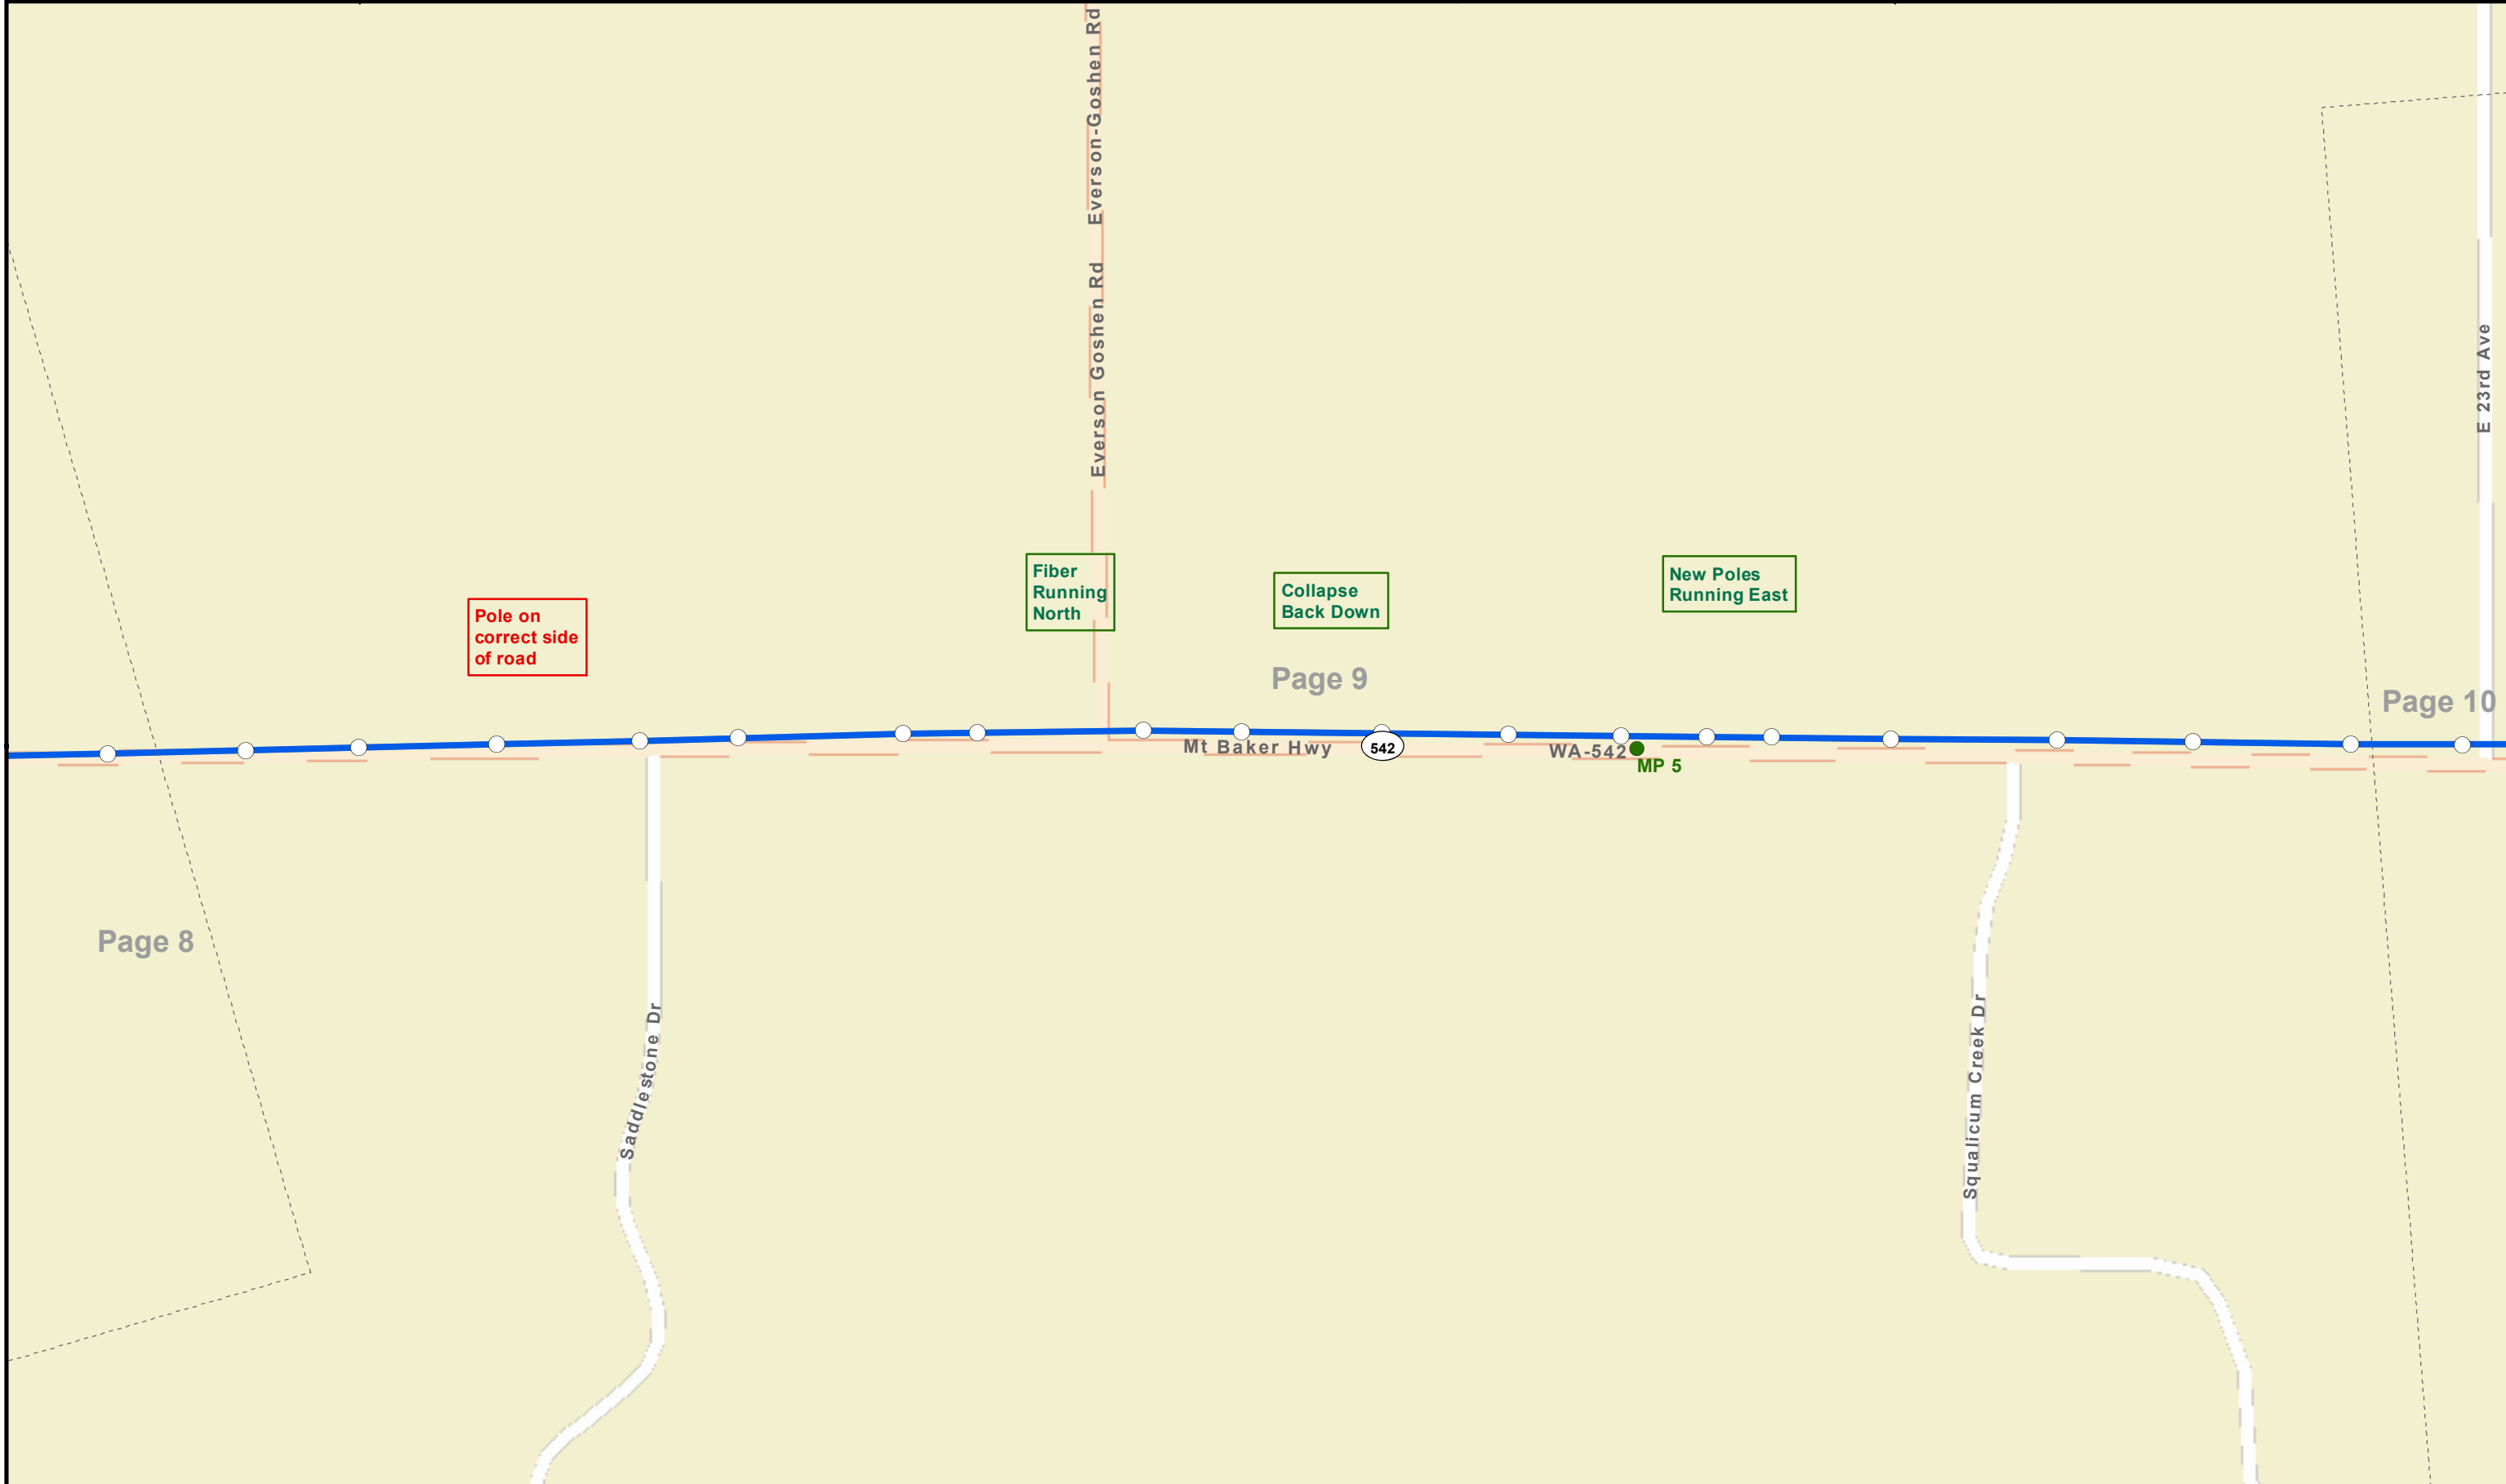 Everson-Goshen Rd
Everson Goshen Rd
E 23rd Ave
Fiber
Running
North
Collapse
Back Down
New Poles
Running East
Pole on
correct side
of road
Page 9
Page 10
Mt Baker Hwy
542
WA-542
MP 5
Page 8
Saddlestone Dr
Squalicum Creek Dr